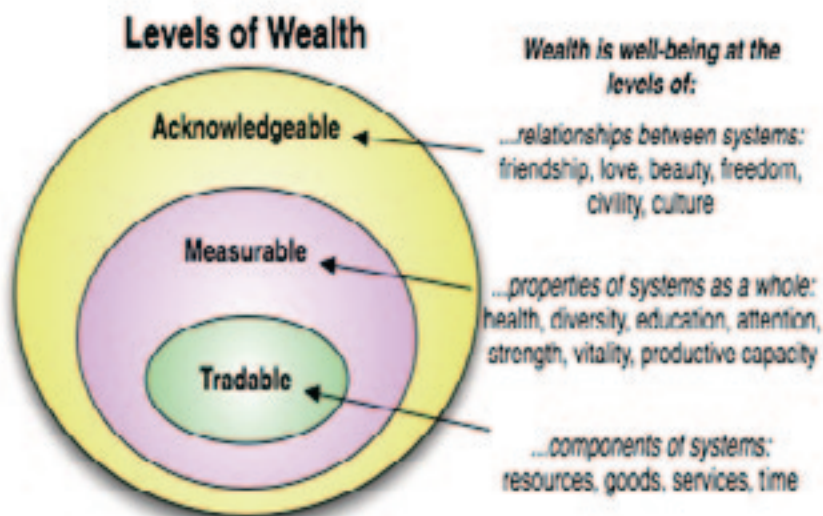 Levels of Wealth
Acknowledgeable
Measurable
Tradable
Wealth is well-being at the
levels of:
...relationships between systems:
friendship, love, beauty, freedom,
civility, culture
...properties of systems as a whole:
health, diversity, education, attention,
strength, vitality, productive capacity
...components of systems:
resources, goods, services, time